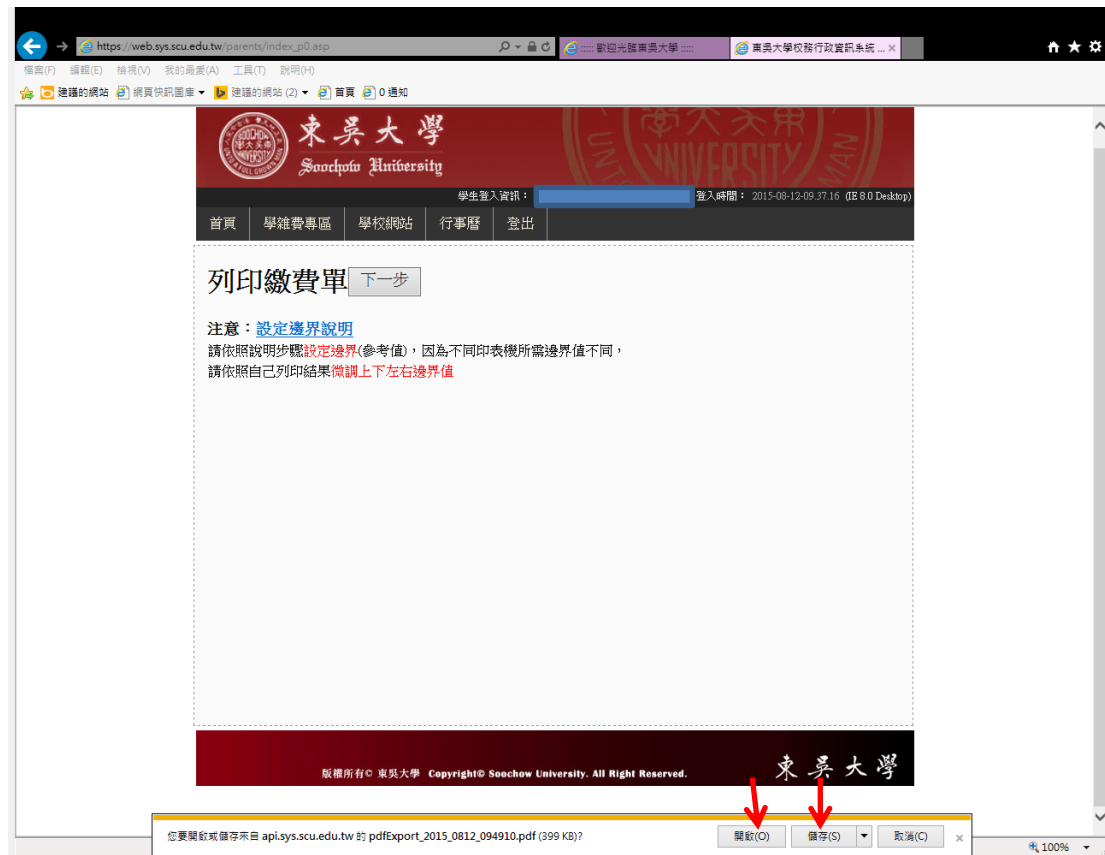 https://web.sys.scu.edu.tw/parents/index_p0.asp
::::: 歡迎光臨東吳大學 :::::
東吳大學校務行政資訊系統 ...
檔案(F) 編輯(E) 檢視(V) 我的最愛(A) 工具(T) 說明(H)
建議的網站 網頁快訊圖庫 建議的網站 (2) 首頁 0 通知
東吳大學
Soochow University
學生登入資訊： 登入時間： 2015-08-12-09.37.16 (IE 8.0 Desktop)
首頁 學雜費專區 學校網站 行事曆 登出
列印繳費單 下一步
注意：設定邊界說明
請依照說明步驟設定邊界(參考值)，因為不同印表機所需邊界值不同，
請依照自己列印結果微調上下左右邊界值
東吳大學
版權所有© 東吳大學 Copyright© Soochow University. All Right Reserved.
您要開啟或儲存來自 api.sys.scu.edu.tw 的 pdfExport_2015_0812_094910.pdf (399 KB)?
開啟(O) 儲存(S) 取消(C)
100%